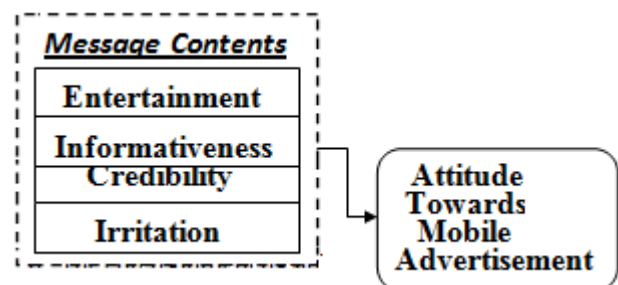 Message Contents
Entertainment
Informativeness
Credibility
Irritation
Attitude
Towards
Mobile
Advertisement